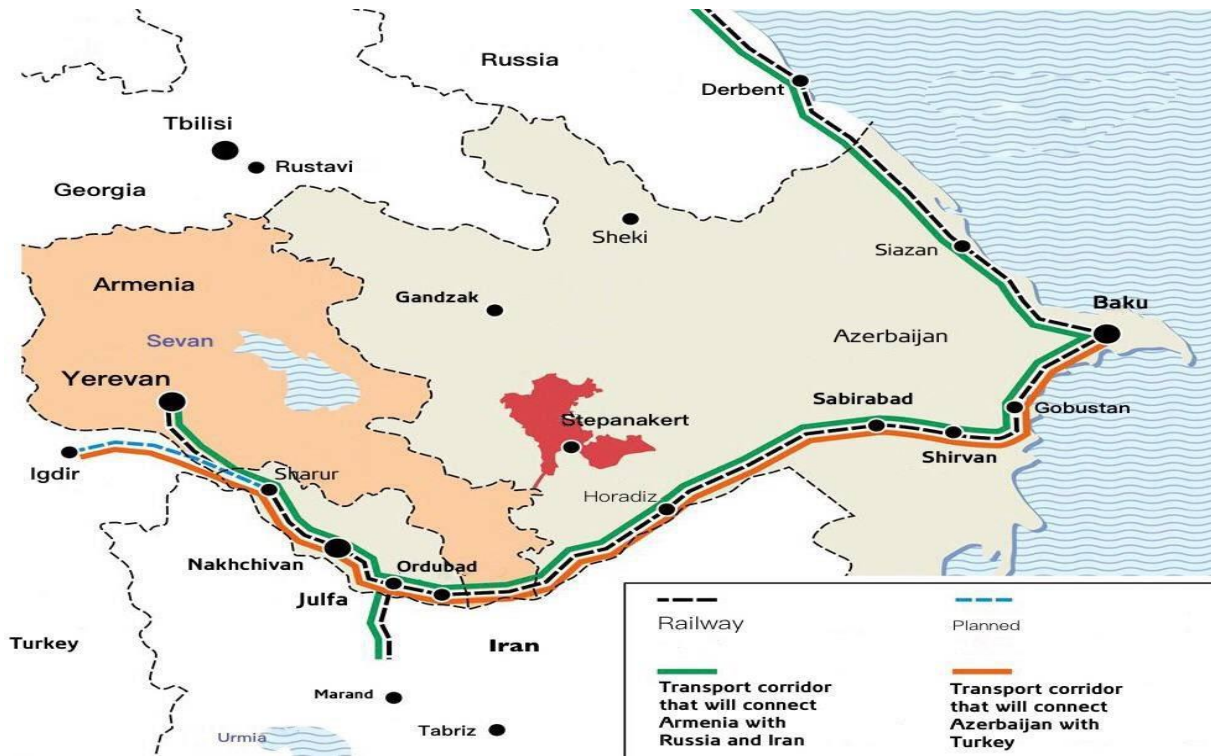 Russia
Derbent
Tbilisi
Rustavi
Georgia
Sheki
Siazan
Armenia
Gandzak
Baku
Sevan
Azerbaijan
Yerevan
Sabirabad
Gobustan
Stepanakert
Shirvan
Igdir
Sharur
Horadiz
Nakhchivan
Ordubad
Julfa
Turkey
Iran
Marand
Tabriz
Urmia
Railway
Planned
Transport corridor
that will connect
Armenia with
Russia and Iran
Transport corridor
that will connect
Azerbaijan with
Turkey